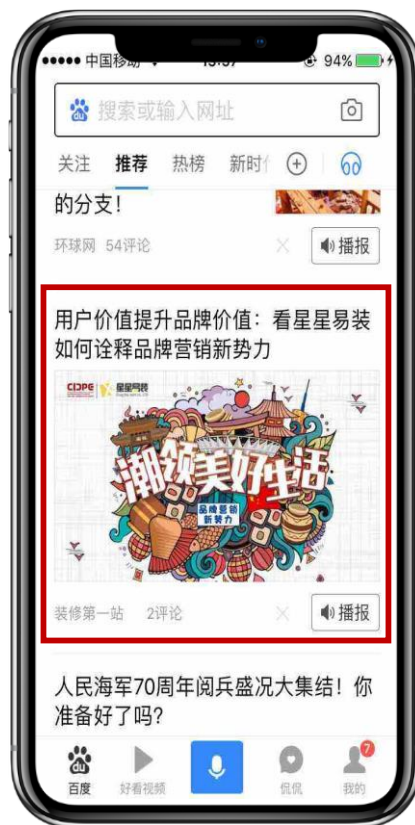 中国移动
94%
搜索或输入网址
关注 推荐 热榜 新时
的分支！
环球网 54评论 播报
用户价值提升品牌价值：看星星易装
如何诠释品牌营销新势力
CIDPE 星星易装
潮领美好生活
品牌营销
新势力
装修第一站 2评论 播报
人民海军70周年阅兵盛况大集结！你
准备好了吗？
7
百度 好看视频 侃侃 我的